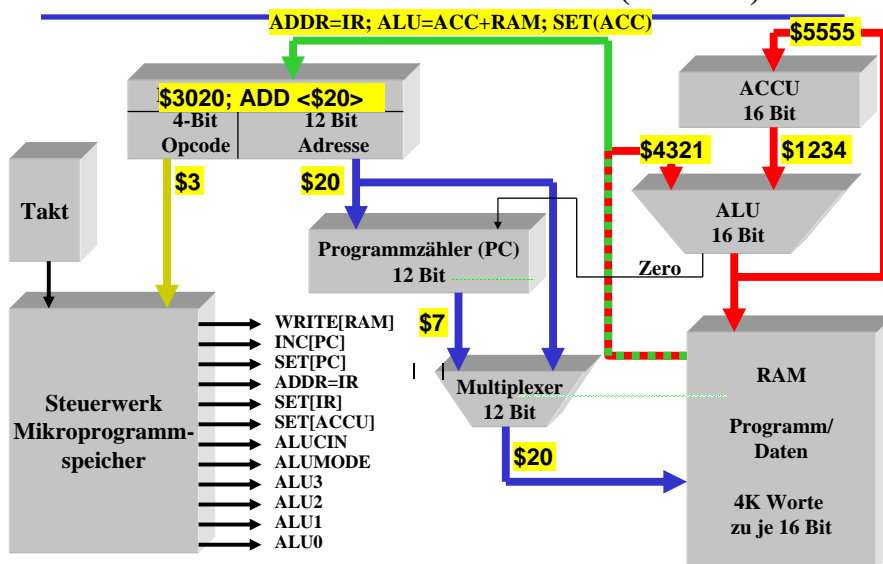 ADDR=IR; ALU=ACC+RAM; SET(ACC)
$5555
$3020; ADD <$20>
4-Bit
Opcode
12 Bit
Adresse
ACCU
16 Bit
$4321
$1234
$3
$20
Takt
ALU
16 Bit
Programmzähler (PC)
12 Bit
Zero
$7
WRITE[RAM]
INC[PC]
SET[PC]
ADDR=IR
SET[IR]
SET[ACCU]
ALUCIN
ALUMODE
ALU3
ALU2
ALU1
ALU0
Steuerwerk
Mikroprogramm-
speicher
Multiplexer
12 Bit
$20
RAM
Programm/
Daten
4K Worte
zu je 16 Bit